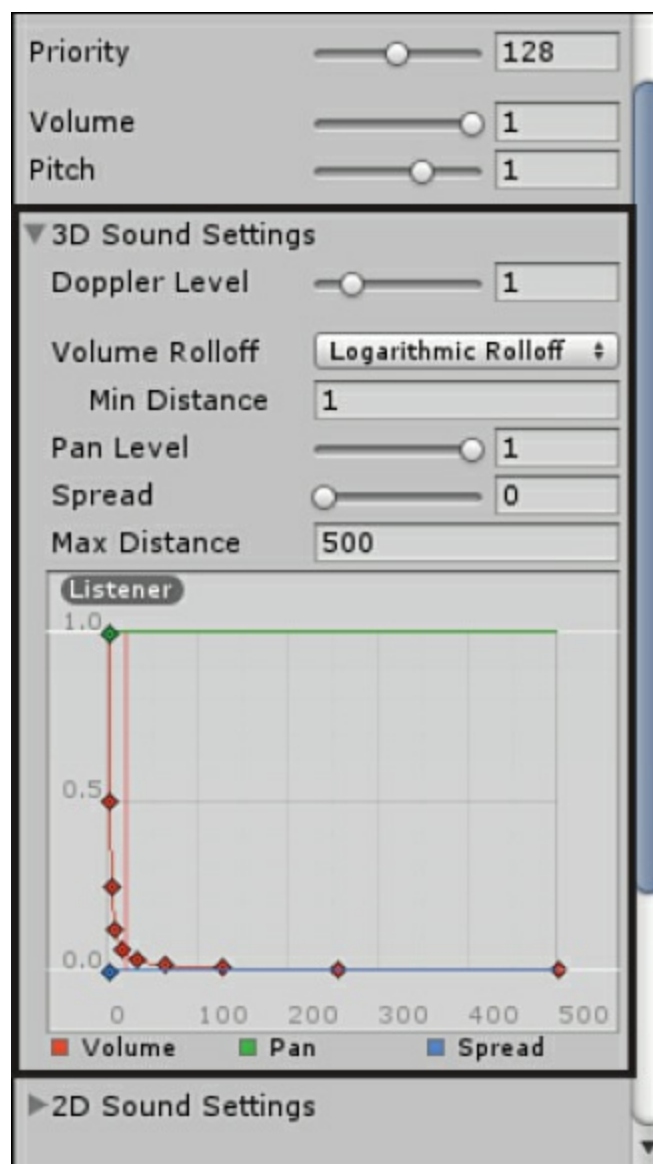 Priority 128
Volume 1
Pitch 1
3D Sound Settings
Doppler Level 1
Volume Rolloff Logarithmic Rolloff
Min Distance 1
Pan Level 1
Spread 0
Max Distance 500
Listener
1.0
0.5
0.0
0 100 200 300 400 500
Volume Pan Spread
2D Sound Settings